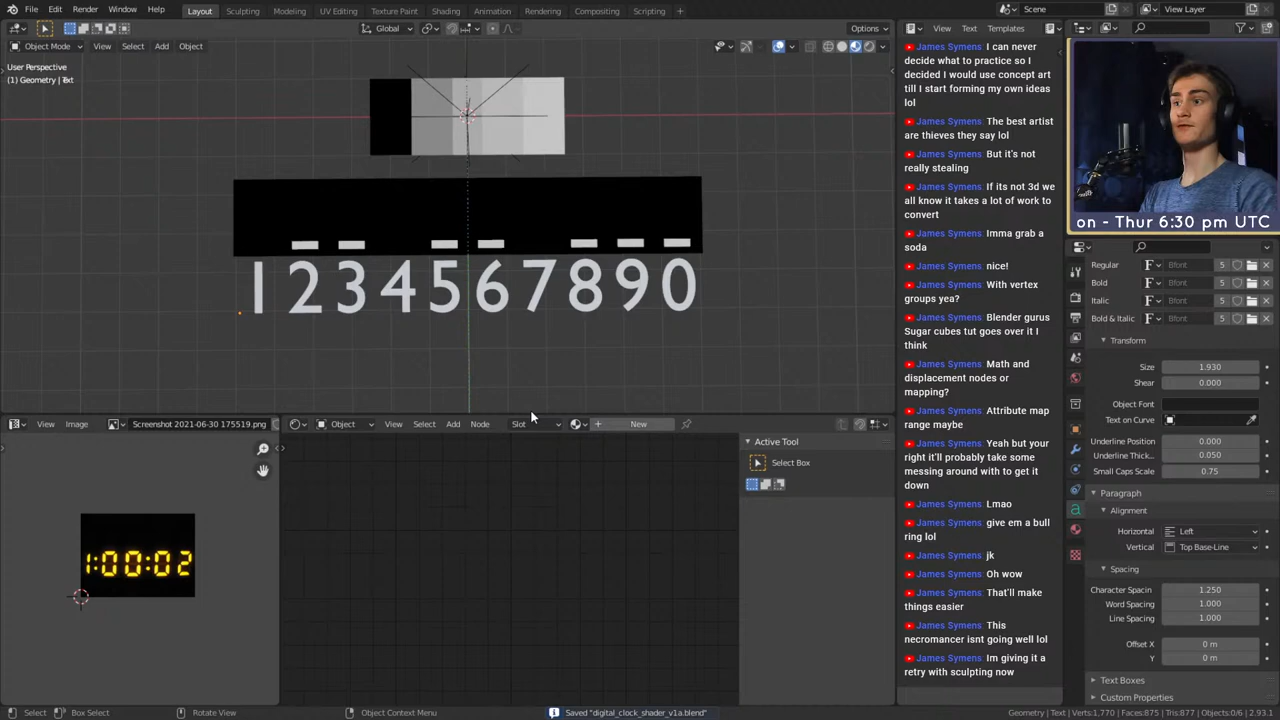 File Edit Render Window Help
Layout Sculpting Modeling UV Editing Texture Paint Shading Animation Rendering Compositing Scripting +
Scene
View Layer
Global
Options
Text Templates
Object Mode View Select Add Object
User Perspective
(1) Geometry | Text
1234567890
James Symens: I can never
decide what to practice so I
decided I would use concept art
till I start forming my own ideas
lol
James Symens: The best artist
are thieves they say lol
James Symens: But it's not
really stealing
James Symens: If its not 3d we
all know it takes a lot of work to
convert
James Symens: Imma grab a
soda
James Symens: nice!
James Symens: With vertex
groups yea?
James Symens: Blender gurus
Sugar cubes tut goes over it I
think
James Symens: Math and
displacement nodes or
mapping?
James Symens: Attribute map
range maybe
James Symens: Yeah but your
right it'll probably take some
messing around with to get it
down
James Symens: Lmao
James Symens: give em a bull
ring lol
James Symens: jk
James Symens: Oh wow
James Symens: That'll make
things easier
James Symens: This
necromancer isnt going well lol
James Symens: Im giving it a
retry with sculpting now
on - Thur 6:30 pm UTC
Regular F Bfont 5
Bold F Bfont 5
Italic F Bfont 5
Bold & Italic F Bfont 5
Transform
Size 1.930
Shear 0.000
Object Font
Text on Curve
Underline Position 0.000
Underline Thick... 0.050
Small Caps Scale 0.75
Paragraph
Alignment
Horizontal Left
Vertical Top Base-Line
Spacing
Character Spacin 1.250
Word Spacing 1.000
Line Spacing 1.000
Offset X 0 m
Y 0 m
Text Boxes
Custom Properties
View Image Screenshot 2021-06-30 175519.png
Object View Select Add Node Slot New
1:00:02
Active Tool
Select Box
Select Box Select Rotate View Object Context Menu
Saved "digital_clock_shader_v1a.blend"
Geometry | Text | Verts:1,770 | Faces:875 | Tris:877 | Objects:0/6 | 2.93.1